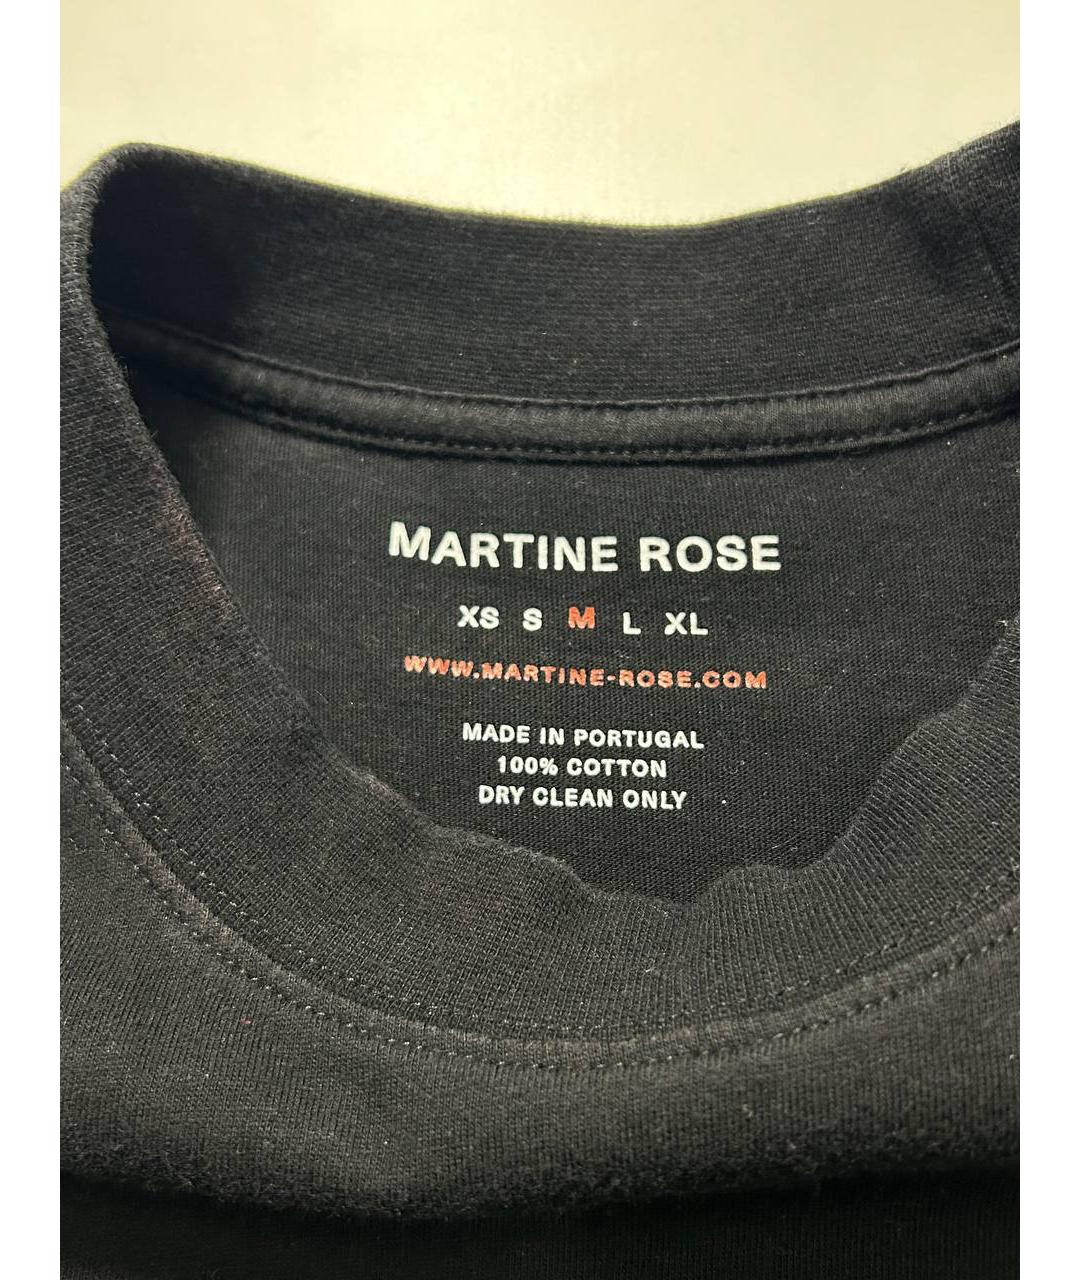 MARTINE ROSE
XS S M L XL
WWW.MARTINE-ROSE.COM
MADE IN PORTUGAL
100% COTTON
DRY CLEAN ONLY